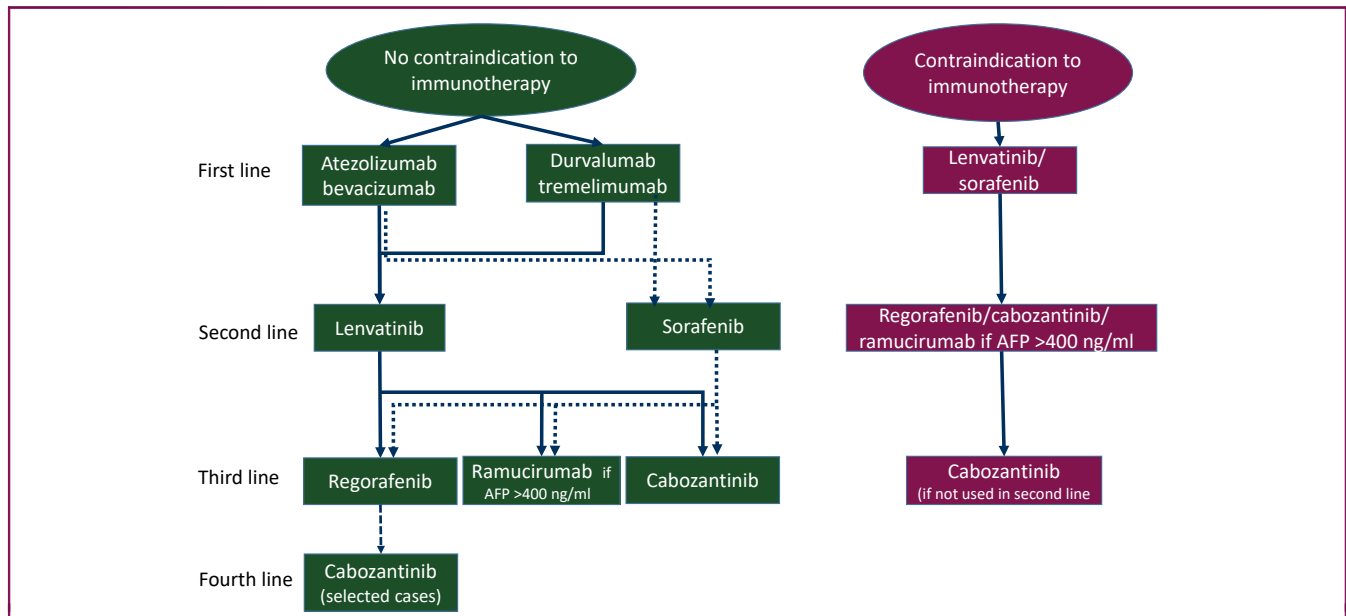 No contraindication to
immunotherapy
Contraindication to
immunotherapy
First line
Atezolizumab
bevacizumab
Durvalumab
tremelimumab
Lenvatinib/
sorafenib
Second line
Lenvatinib
Sorafenib
Regorafenib/cabozantinib/
ramucirumab if AFP >400 ng/ml
Third line
Regorafenib
Ramucirumab if
AFP >400 ng/ml
Cabozantinib
Cabozantinib
(if not used in second line
Fourth line
Cabozantinib
(selected cases)